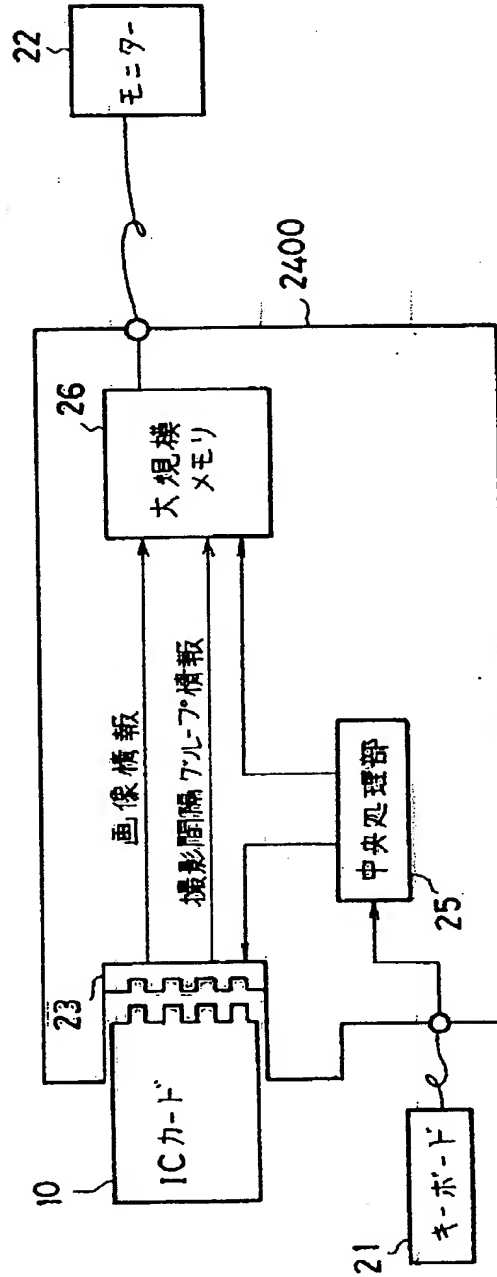 22
モニター
2400
26
大規模
メモリ
画像情報
撮影間隔グループ情報
23
中央処理部
25
10
ICカード
21
キーボード